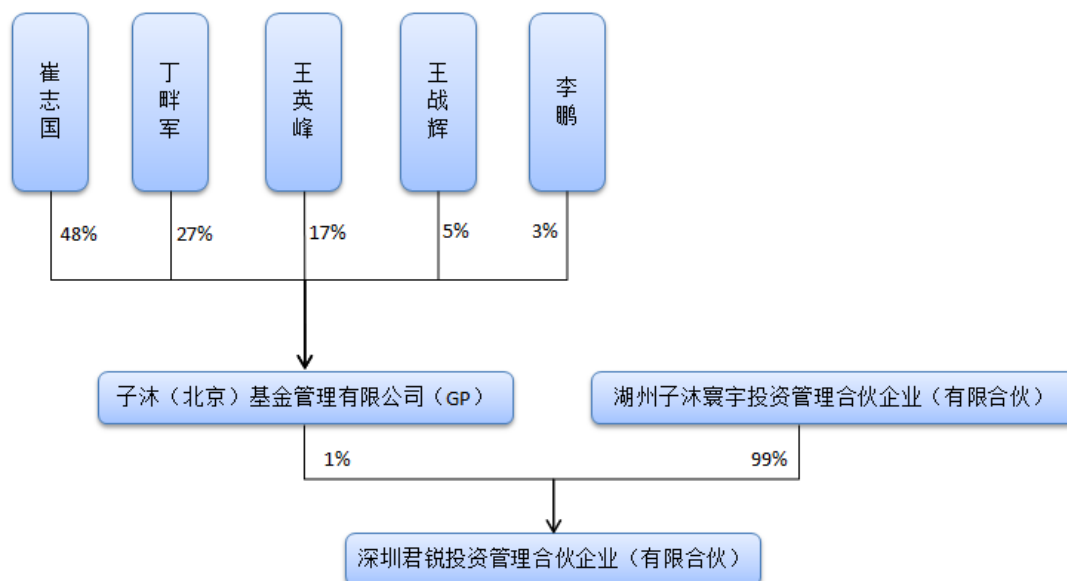 崔志国
丁畔军
王英峰
王战辉
李鹏
48%
27%
17%
5%
3%
子沐（北京）基金管理有限公司（GP）
湖州子沐寰宇投资管理合伙企业（有限合伙）
1%
99%
深圳君锐投资管理合伙企业（有限合伙）